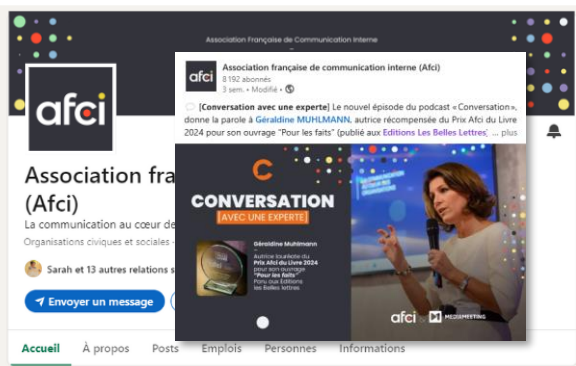 Association Française de Communication Interne
afci
Association fra
(Afci)
La communication au cœur de
Organisations civiques et sociales ·
Sarah et 13 autres relations s
Envoyer un message
Accueil
À propos
Posts
Emplois
Personnes
Informations
afci
Association française de communication interne (Afci)
8 192 abonnés
3 sem. • Modifié •
[Conversation avec une experte] Le nouvel épisode du podcast « Conversation »,
donne la parole à Géraldine MUHLMANN, autrice récompensée du Prix Afci du Livre
2024 pour son ouvrage "Pour les faits" (publié aux Editions Les Belles Lettres) ... plus
CONVERSATION
[AVEC UNE EXPERTE]
Géraldine Muhlmann
Autrice lauréate du
Prix Afci du Livre 2024
pour son ouvrage
"Pour les faits"
Paru aux Editions
les Belles lettres
afci
MEDIAMEETING